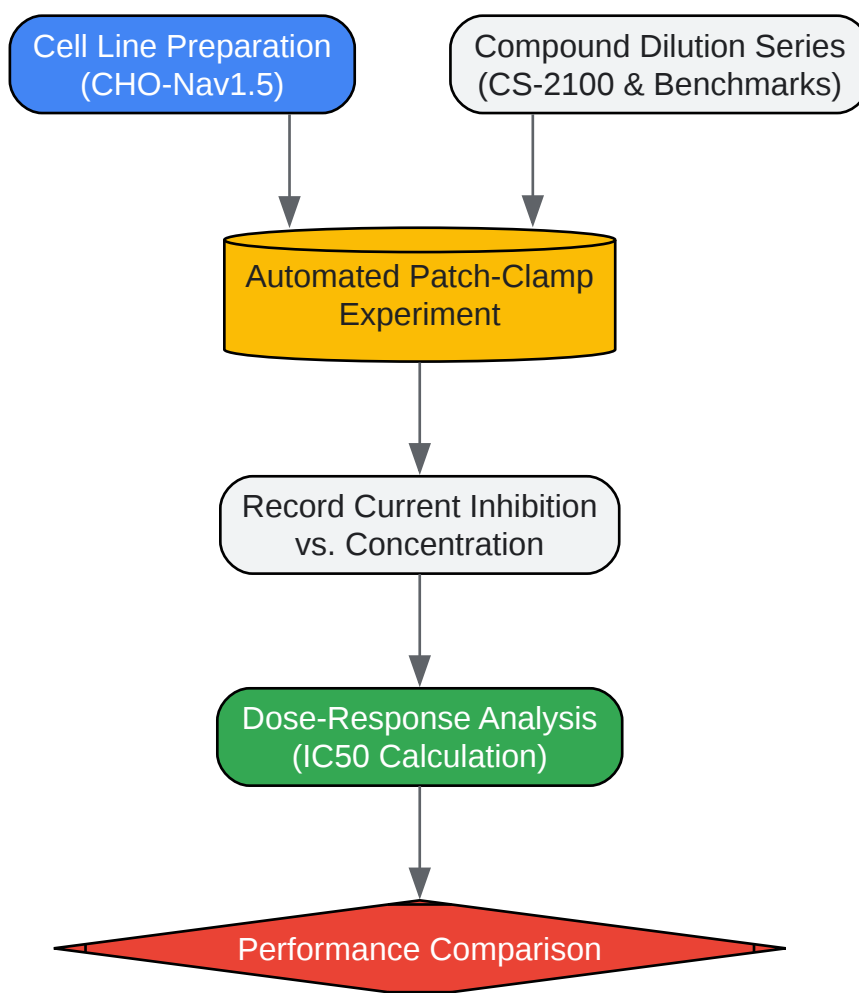 Cell Line Preparation
(CHO-Nav1.5)
Compound Dilution Series
(CS-2100 & Benchmarks)
Automated Patch-Clamp
Experiment
Record Current Inhibition
vs. Concentration
Dose-Response Analysis
(IC50 Calculation)
Performance Comparison